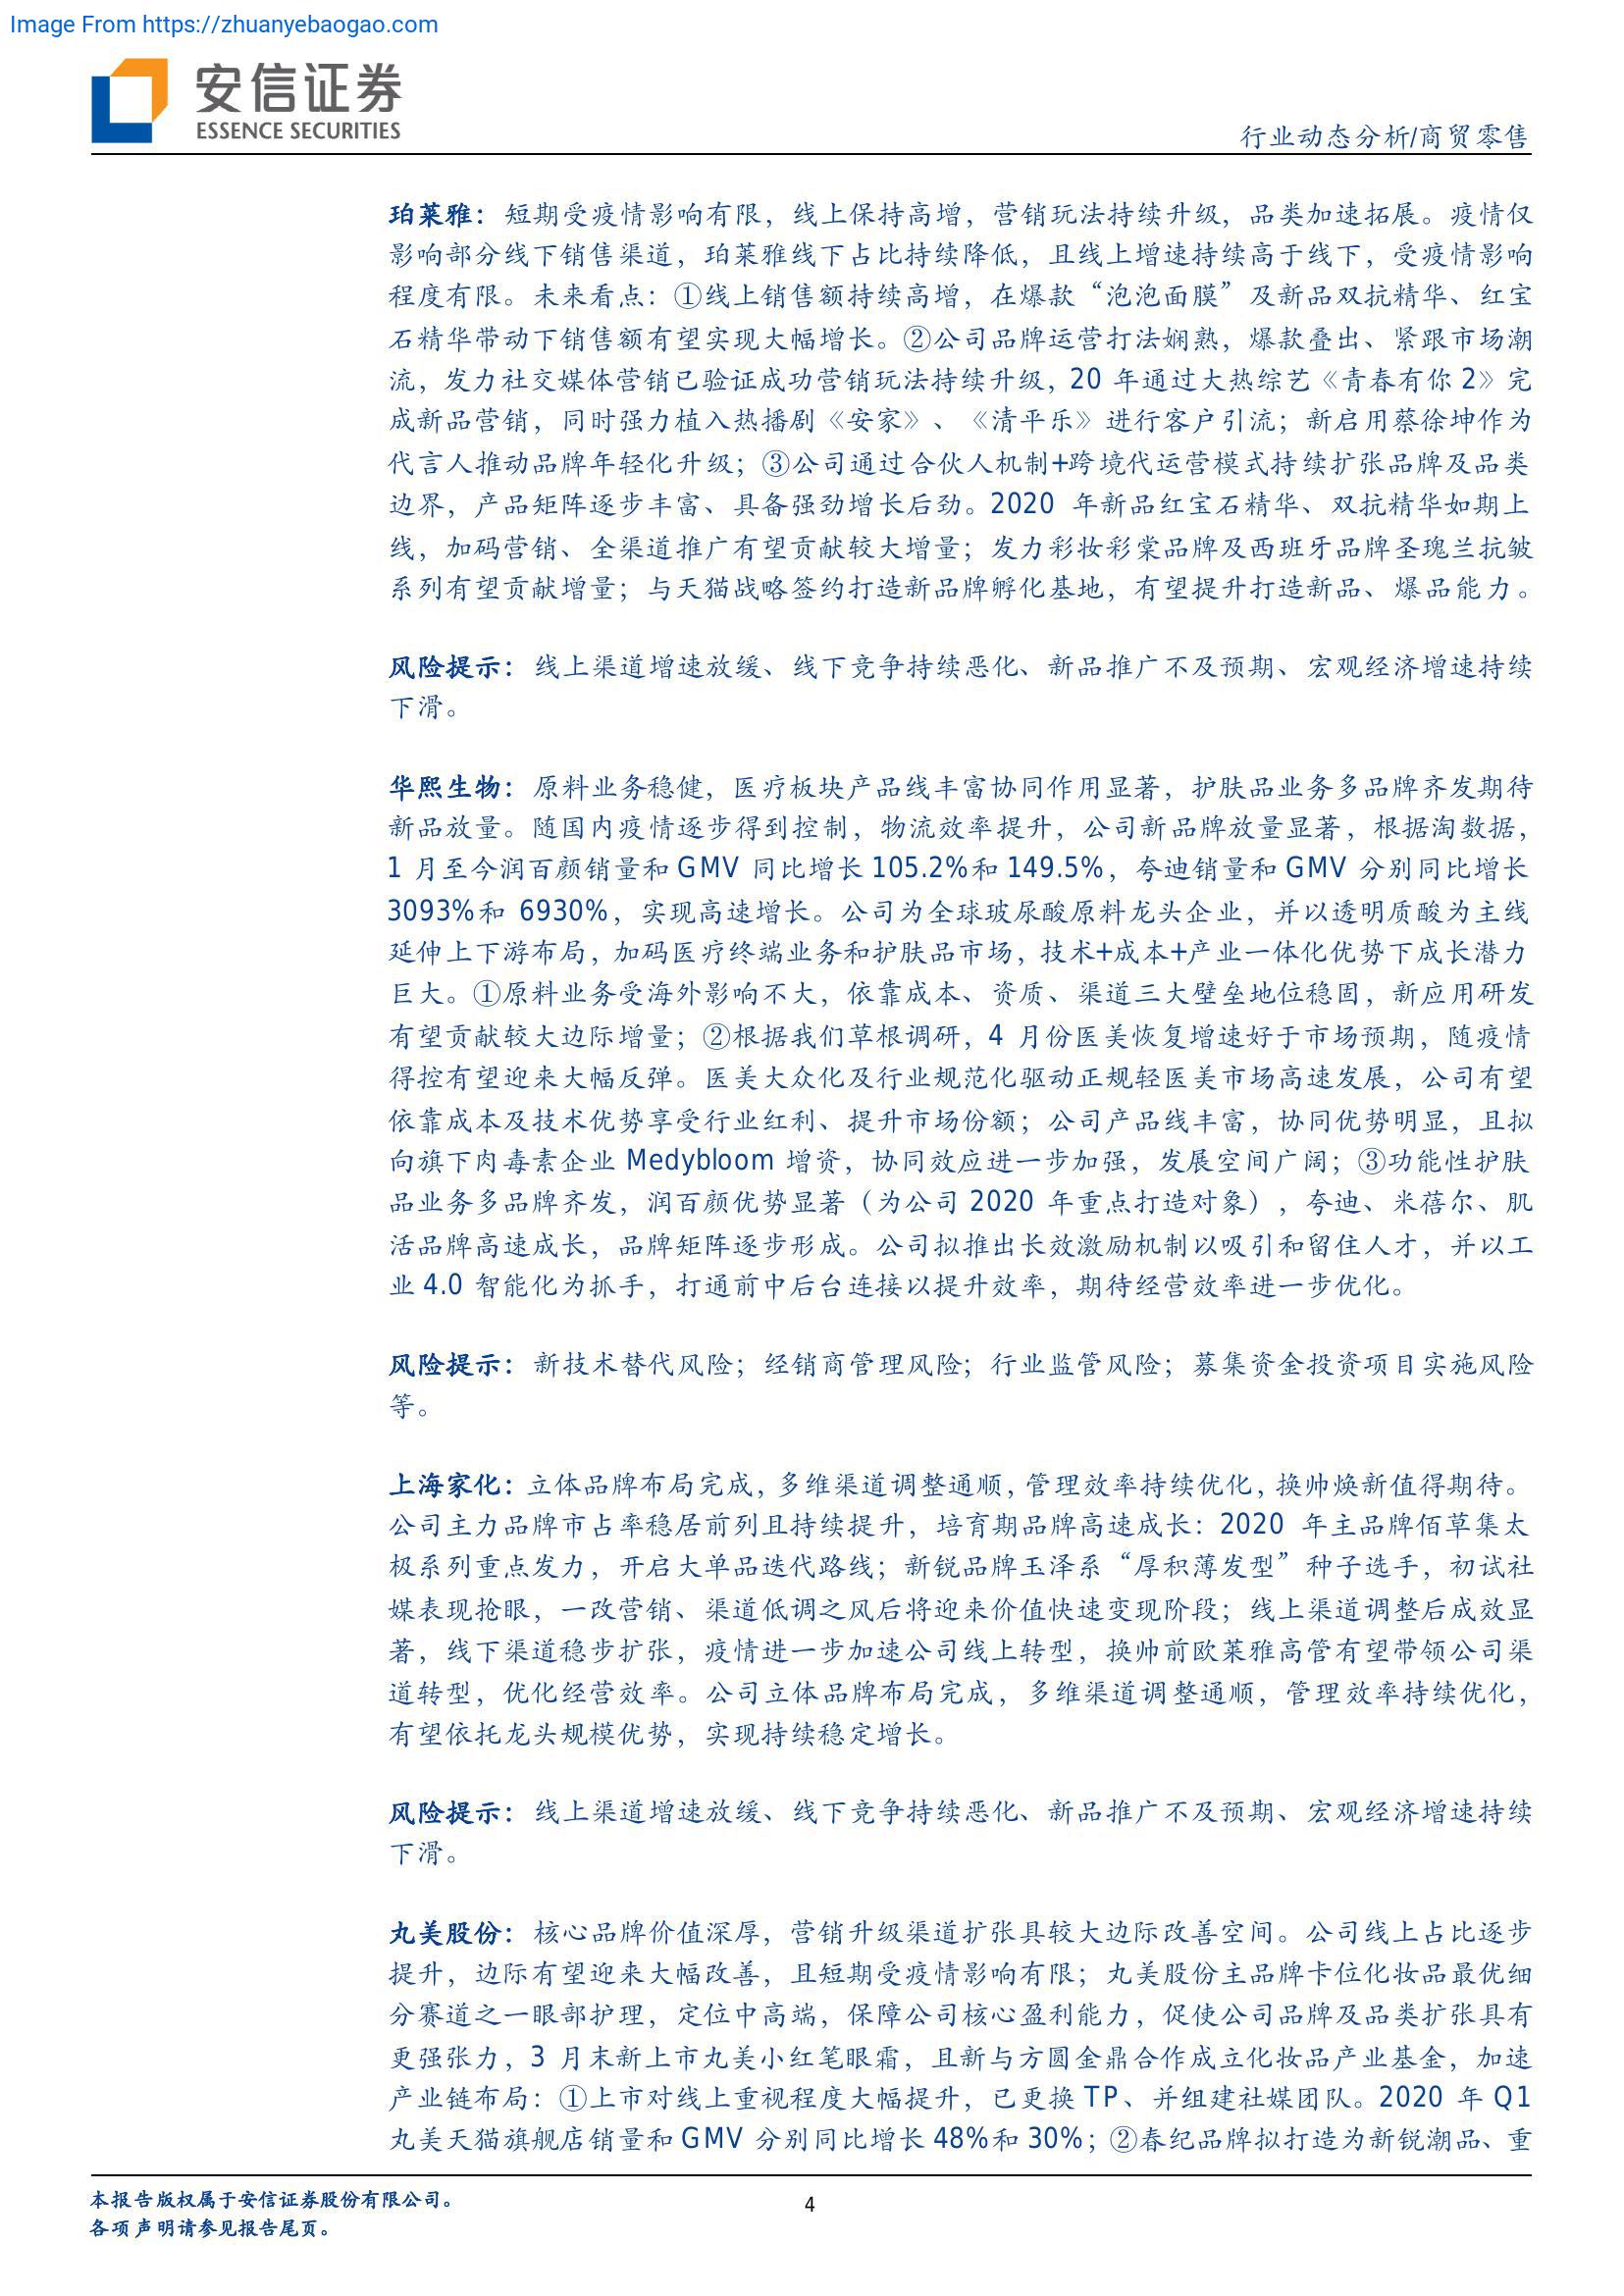 Image From https://zhuanyebaogao.com
安信证券
ESSENCE SECURITIES
行业动态分析/商贸零售
珀莱雅：短期受疫情影响有限，线上保持高增，营销玩法持续升级，品类加速拓展。疫情仅
影响部分线下销售渠道，珀莱雅线下占比持续降低，且线上增速持续高于线下，受疫情影响
程度有限。未来看点：①线上销售额持续高增，在爆款“泡泡面膜”及新品双抗精华、红宝
石精华带动下销售额有望实现大幅增长。②公司品牌运营打法娴熟，爆款叠出、紧跟市场潮
流，发力社交媒体营销已验证成功营销玩法持续升级，20 年通过大热综艺《青春有你 2》完
成新品营销，同时强力植入热播剧《安家》、《清平乐》进行客户引流；新启用蔡徐坤作为
代言人推动品牌年轻化升级；③公司通过合伙人机制+跨境代运营模式持续扩张品牌及品类
边界，产品矩阵逐步丰富、具备强劲增长后劲。2020 年新品红宝石精华、双抗精华如期上
线，加码营销、全渠道推广有望贡献较大增量；发力彩妆彩棠品牌及西班牙品牌圣瑰兰抗皱
系列有望贡献增量；与天猫战略签约打造新品牌孵化基地，有望提升打造新品、爆品能力。
风险提示：线上渠道增速放缓、线下竞争持续恶化、新品推广不及预期、宏观经济增速持续
下滑。
华熙生物：原料业务稳健，医疗板块产品线丰富协同作用显著，护肤品业务多品牌齐发期待
新品放量。随国内疫情逐步得到控制，物流效率提升，公司新品牌放量显著，根据淘数据，
1 月至今润百颜销量和 GMV 同比增长 105.2%和 149.5%，夸迪销量和 GMV 分别同比增长
3093%和 6930%，实现高速增长。公司为全球玻尿酸原料龙头企业，并以透明质酸为主线
延伸上下游布局，加码医疗终端业务和护肤品市场，技术+成本+产业一体化优势下成长潜力
巨大。①原料业务受海外影响不大，依靠成本、资质、渠道三大壁垒地位稳固，新应用研发
有望贡献较大边际增量；②根据我们草根调研，4 月份医美恢复增速好于市场预期，随疫情
得控有望迎来大幅反弹。医美大众化及行业规范化驱动正规轻医美市场高速发展，公司有望
依靠成本及技术优势享受行业红利、提升市场份额；公司产品线丰富，协同优势明显，且拟
向旗下肉毒素企业 Medybloom 增资，协同效应进一步加强，发展空间广阔；③功能性护肤
品业务多品牌齐发，润百颜优势显著（为公司 2020 年重点打造对象），夸迪、米蓓尔、肌
活品牌高速成长，品牌矩阵逐步形成。公司拟推出长效激励机制以吸引和留住人才，并以工
业 4.0 智能化为抓手，打通前中后台连接以提升效率，期待经营效率进一步优化。
风险提示：新技术替代风险；经销商管理风险；行业监管风险；募集资金投资项目实施风险
等。
上海家化：立体品牌布局完成，多维渠道调整通顺，管理效率持续优化，换帅焕新值得期待。
公司主力品牌市占率稳居前列且持续提升，培育期品牌高速成长：2020 年主品牌佰草集太
极系列重点发力，开启大单品迭代路线；新锐品牌玉泽系“厚积薄发型”种子选手，初试社
媒表现抢眼，一改营销、渠道低调之风后将迎来价值快速变现阶段；线上渠道调整后成效显
著，线下渠道稳步扩张，疫情进一步加速公司线上转型，换帅前欧莱雅高管有望带领公司渠
道转型，优化经营效率。公司立体品牌布局完成，多维渠道调整通顺，管理效率持续优化，
有望依托龙头规模优势，实现持续稳定增长。
风险提示：线上渠道增速放缓、线下竞争持续恶化、新品推广不及预期、宏观经济增速持续
下滑。
丸美股份：核心品牌价值深厚，营销升级渠道扩张具较大边际改善空间。公司线上占比逐步
提升，边际有望迎来大幅改善，且短期受疫情影响有限；丸美股份主品牌卡位化妆品最优细
分赛道之一眼部护理，定位中高端，保障公司核心盈利能力，促使公司品牌及品类扩张具有
更强张力，3 月末新上市丸美小红笔眼霜，且新与方圆金鼎合作成立化妆品产业基金，加速
产业链布局：①上市对线上重视程度大幅提升，已更换 TP、并组建社媒团队。2020 年 Q1
丸美天猫旗舰店销量和 GMV 分别同比增长 48%和 30%；②春纪品牌拟打造为新锐潮品、重
本报告版权属于安信证券股份有限公司。
各项声明请参见报告尾页。
4